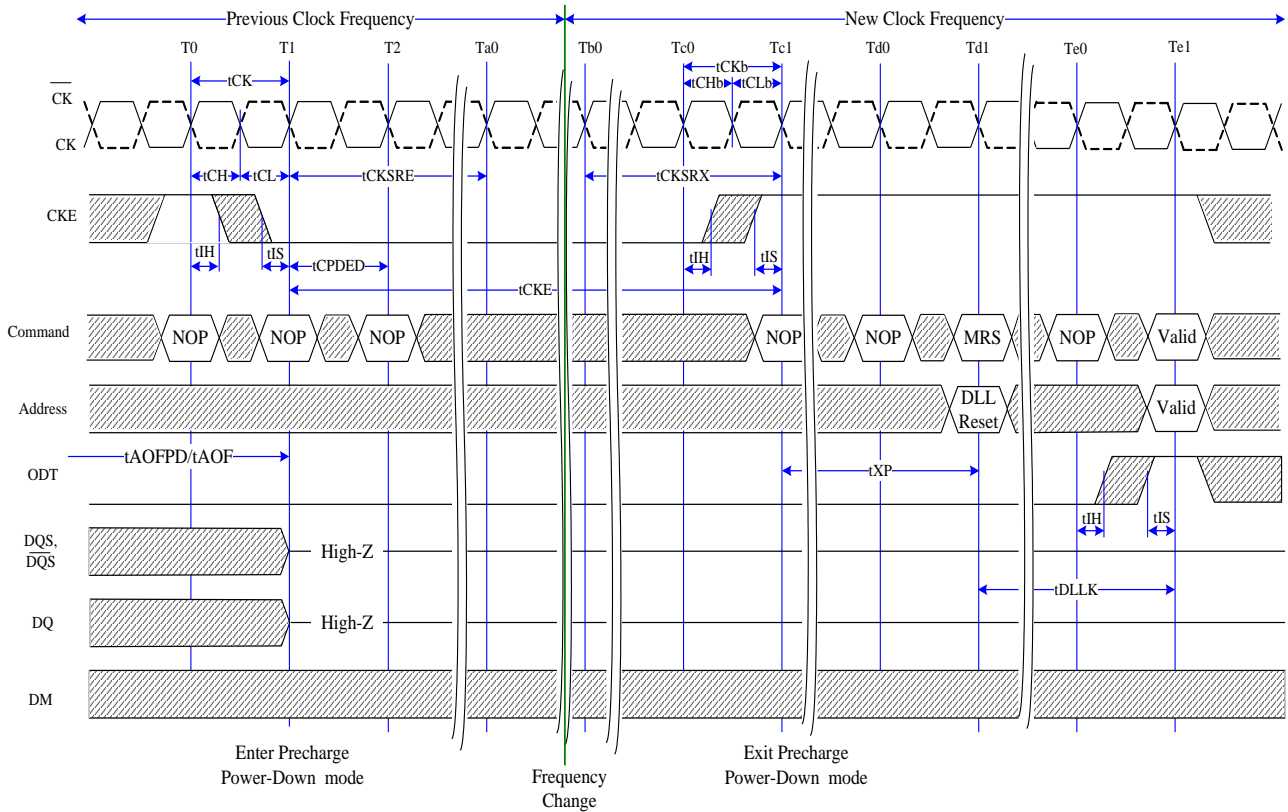 Previous Clock Frequency
New Clock Frequency
T0 T1 T2 Ta0 Tb0 Tc0 Tc1 Td0 Td1 Te0 Te1
tCKb
tCK
tCHb tCLb
CK
CK
tCH tCL tCKSRE tCKSRX
CKE
tIH tIS tCPDED tIH tIS
tCKE
Command NOP NOP NOP NOP NOP MRS NOP Valid
Address DLL Reset Valid
tAOFPD/tAOF
ODT tXP
tIH tIS
DQS, DQS High-Z
tDLLK
DQ High-Z
DM
Enter Precharge Power-Down mode
Frequency Change
Exit Precharge Power-Down mode